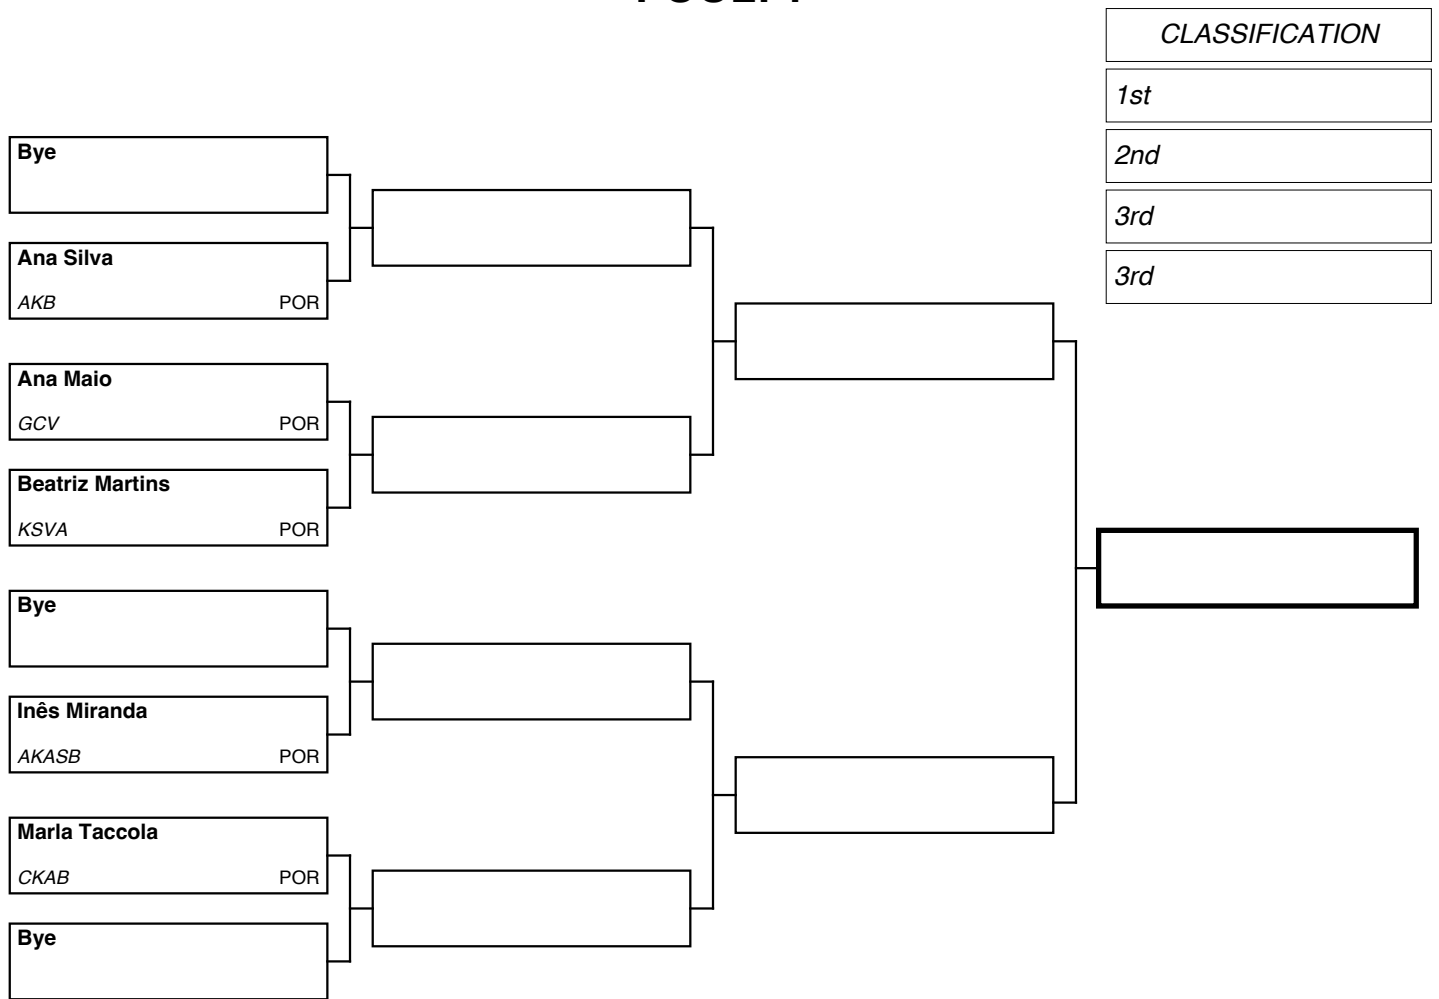 CLASSIFICATION
1st
2nd
3rd
3rd
Bye
Ana Silva
AKB POR
Ana Maio
GCV POR
Beatriz Martins
KSVA POR
Bye
Inês Miranda
AKASB POR
Marla Taccola
CKAB POR
Bye